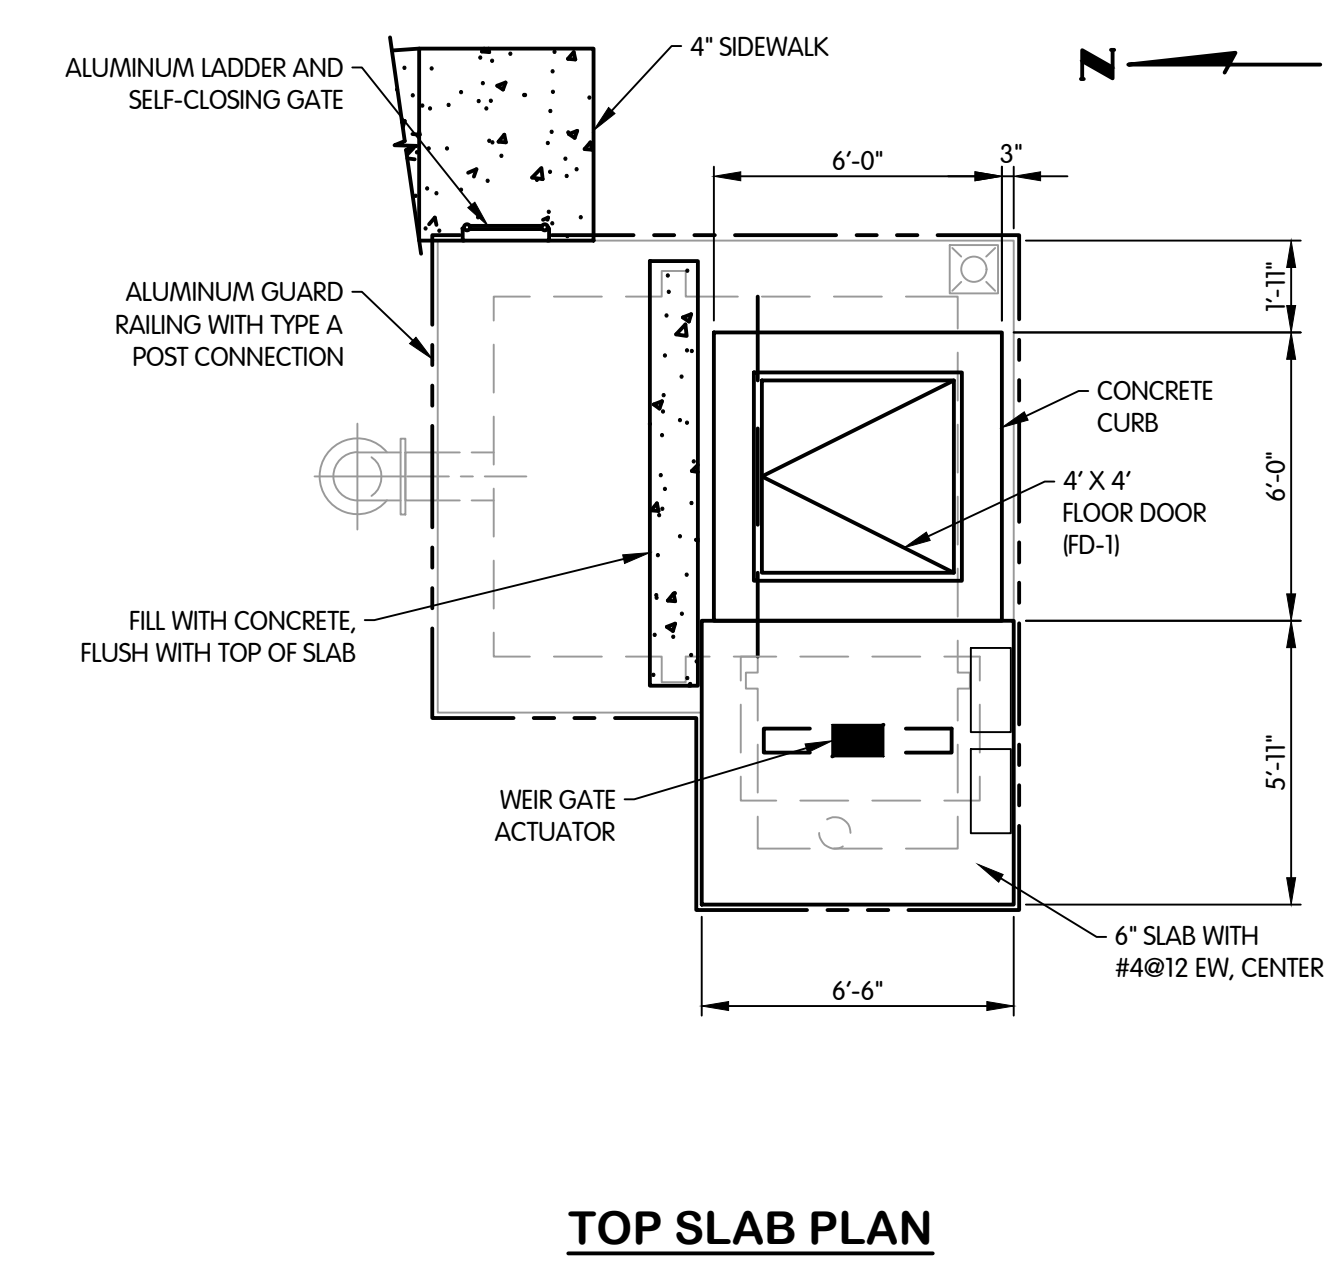 ALUMINUM LADDER AND
SELF-CLOSING GATE
4" SIDEWALK
N
6'-0"
3"
ALUMINUM GUARD
RAILING WITH TYPE A
POST CONNECTION
1'-11"
CONCRETE
CURB
6'-0"
4' X 4'
FLOOR DOOR
(FD-1)
FILL WITH CONCRETE,
FLUSH WITH TOP OF SLAB
5'-11"
WEIR GATE
ACTUATOR
6" SLAB WITH
#4@12 EW, CENTER
6'-6"
TOP SLAB PLAN